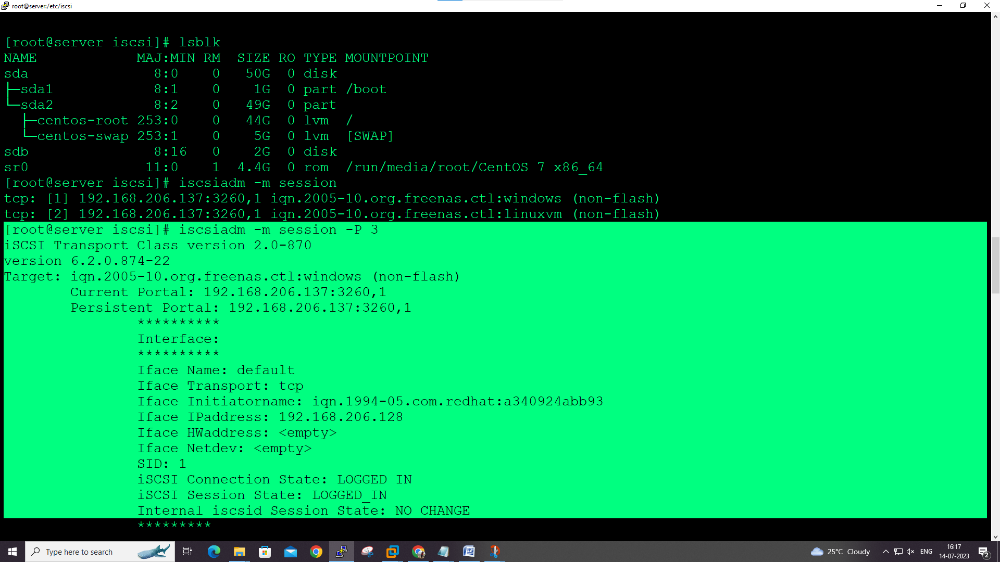 root@server:/etc/iscsi
[root@server iscsi]# lsblk
NAME            MAJ:MIN RM  SIZE RO TYPE MOUNTPOINT
sda               8:0    0   50G  0 disk
├─sda1            8:1    0    1G  0 part /boot
└─sda2            8:2    0   49G  0 part
  ├─centos-root 253:0    0   44G  0 lvm  /
  └─centos-swap 253:1    0    5G  0 lvm  [SWAP]
sdb               8:16   0    2G  0 disk
sr0              11:0    1  4.4G  0 rom  /run/media/root/CentOS 7 x86_64
[root@server iscsi]# iscsiadm -m session
tcp: [1] 192.168.206.137:3260,1 iqn.2005-10.org.freenas.ctl:windows (non-flash)
tcp: [2] 192.168.206.137:3260,1 iqn.2005-10.org.freenas.ctl:linuxvm (non-flash)
[root@server iscsi]# iscsiadm -m session -P 3
iSCSI Transport Class version 2.0-870
version 6.2.0.874-22
Target: iqn.2005-10.org.freenas.ctl:windows (non-flash)
        Current Portal: 192.168.206.137:3260,1
        Persistent Portal: 192.168.206.137:3260,1
                **********
                Interface:
                **********
                Iface Name: default
                Iface Transport: tcp
                Iface Initiatorname: iqn.1994-05.com.redhat:a340924abb93
                Iface IPaddress: 192.168.206.128
                Iface HWaddress: <empty>
                Iface Netdev: <empty>
                SID: 1
                iSCSI Connection State: LOGGED IN
                iSCSI Session State: LOGGED_IN
                Internal iscsid Session State: NO CHANGE
                *********
Type here to search
25°C Cloudy
ENG
16:17
14-07-2023
2